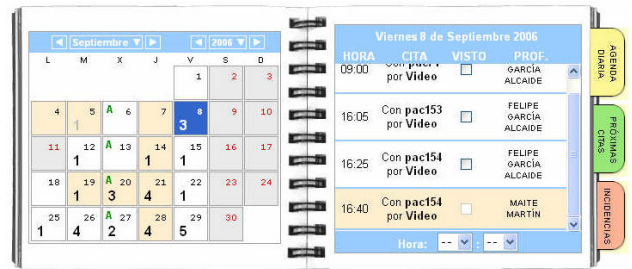 Septiembre
2006
L M X J V S D
1 2 3
4 5 A 6 7 8 9 10
1 3
11 12 A 13 14 15 16 17
1 1 1
18 19 A 20 21 22 23 24
1 3 4 1
25 26 A 27 28 29 30
1 4 2 4 5
Viernes 8 de Septiembre 2006
HORA CITA VISTO PROF.
09:00 por Video GARCÍA
ALCAIDE
16:05 Con pac153
por Video
FELIPE
GARCÍA
ALCAIDE
16:25 Con pac154
por Video
FELIPE
GARCÍA
ALCAIDE
16:40 Con pac154
por Video
MAITE
MARTÍN
Hora: -- : --
AGENDA
DIARIA
PRÓXIMAS
CITAS
INCIDENCIAS